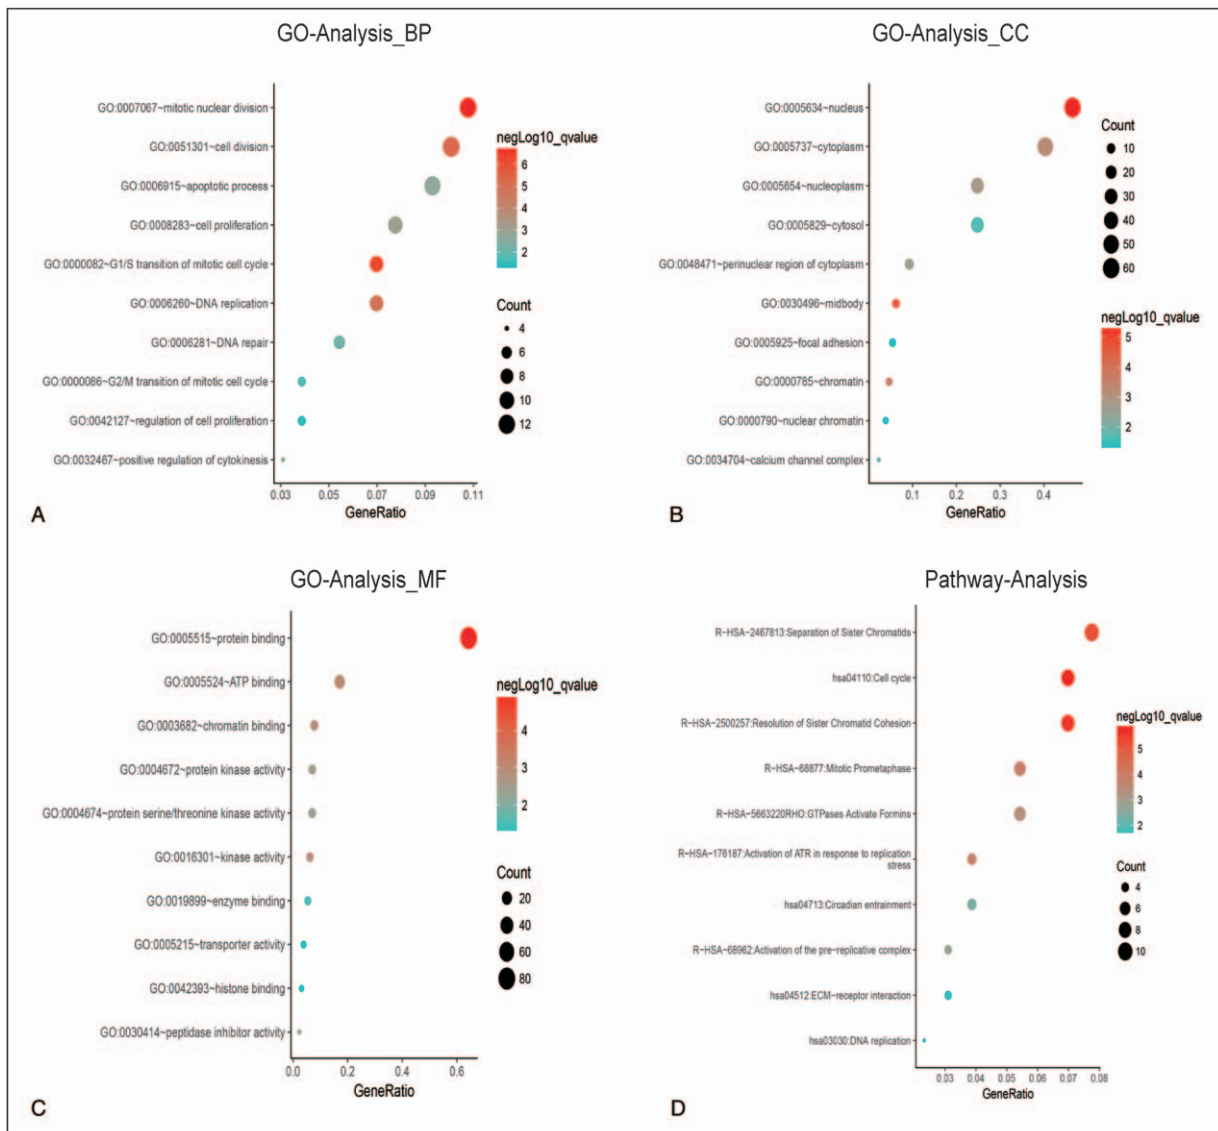 GO-Analysis_BP
GO:0007067~mitotic nuclear division
GO:0051301~cell division
GO:0006915~apoptotic process
GO:0008283~cell proliferation
GO:0000082~G1/S transition of mitotic cell cycle
GO:0006260~DNA replication
GO:0006281~DNA repair
GO:0000086~G2/M transition of mitotic cell cycle
GO:0042127~regulation of cell proliferation
GO:0032467~positive regulation of cytokinesis
0.03 0.05 0.07 0.09 0.11
GeneRatio
negLog10_qvalue
6
5
4
3
2
Count
4
6
8
10
12
A
GO-Analysis_CC
GO:0005634~nucleus
GO:0005737~cytoplasm
GO:0005654~nucleoplasm
GO:0005829~cytosol
GO:0048471~perinuclear region of cytoplasm
GO:0030496~midbody
GO:0005925~focal adhesion
GO:0000785~chromatin
GO:0000790~nuclear chromatin
GO:0034704~calcium channel complex
0.1 0.2 0.3 0.4
GeneRatio
Count
10
20
30
40
50
60
negLog10_qvalue
5
4
3
2
B
GO-Analysis_MF
GO:0005515~protein binding
GO:0005524~ATP binding
GO:0003682~chromatin binding
GO:0004672~protein kinase activity
GO:0004674~protein serine/threonine kinase activity
GO:0016301~kinase activity
GO:0019899~enzyme binding
GO:0005215~transporter activity
GO:0042393~histone binding
GO:0030414~peptidase inhibitor activity
0.0 0.2 0.4 0.6
GeneRatio
negLog10_qvalue
4
3
2
Count
20
40
60
80
C
Pathway-Analysis
R-HSA-2467813:Separation of Sister Chromatids
hsa04110:Cell cycle
R-HSA-2500257:Resolution of Sister Chromatid Cohesion
R-HSA-68877:Mitotic Prometaphase
R-HSA-5663220RHO:GTPases Activate Formins
R-HSA-176187:Activation of ATR in response to replication
stress
hsa04713:Circadian entrainment
R-HSA-68962:Activation of the pre-replicative complex
hsa04512:ECM-receptor interaction
hsa03030:DNA replication
0.03 0.04 0.05 0.06 0.07 0.08
GeneRatio
negLog10_qvalue
5
4
3
2
Count
4
6
8
10
D